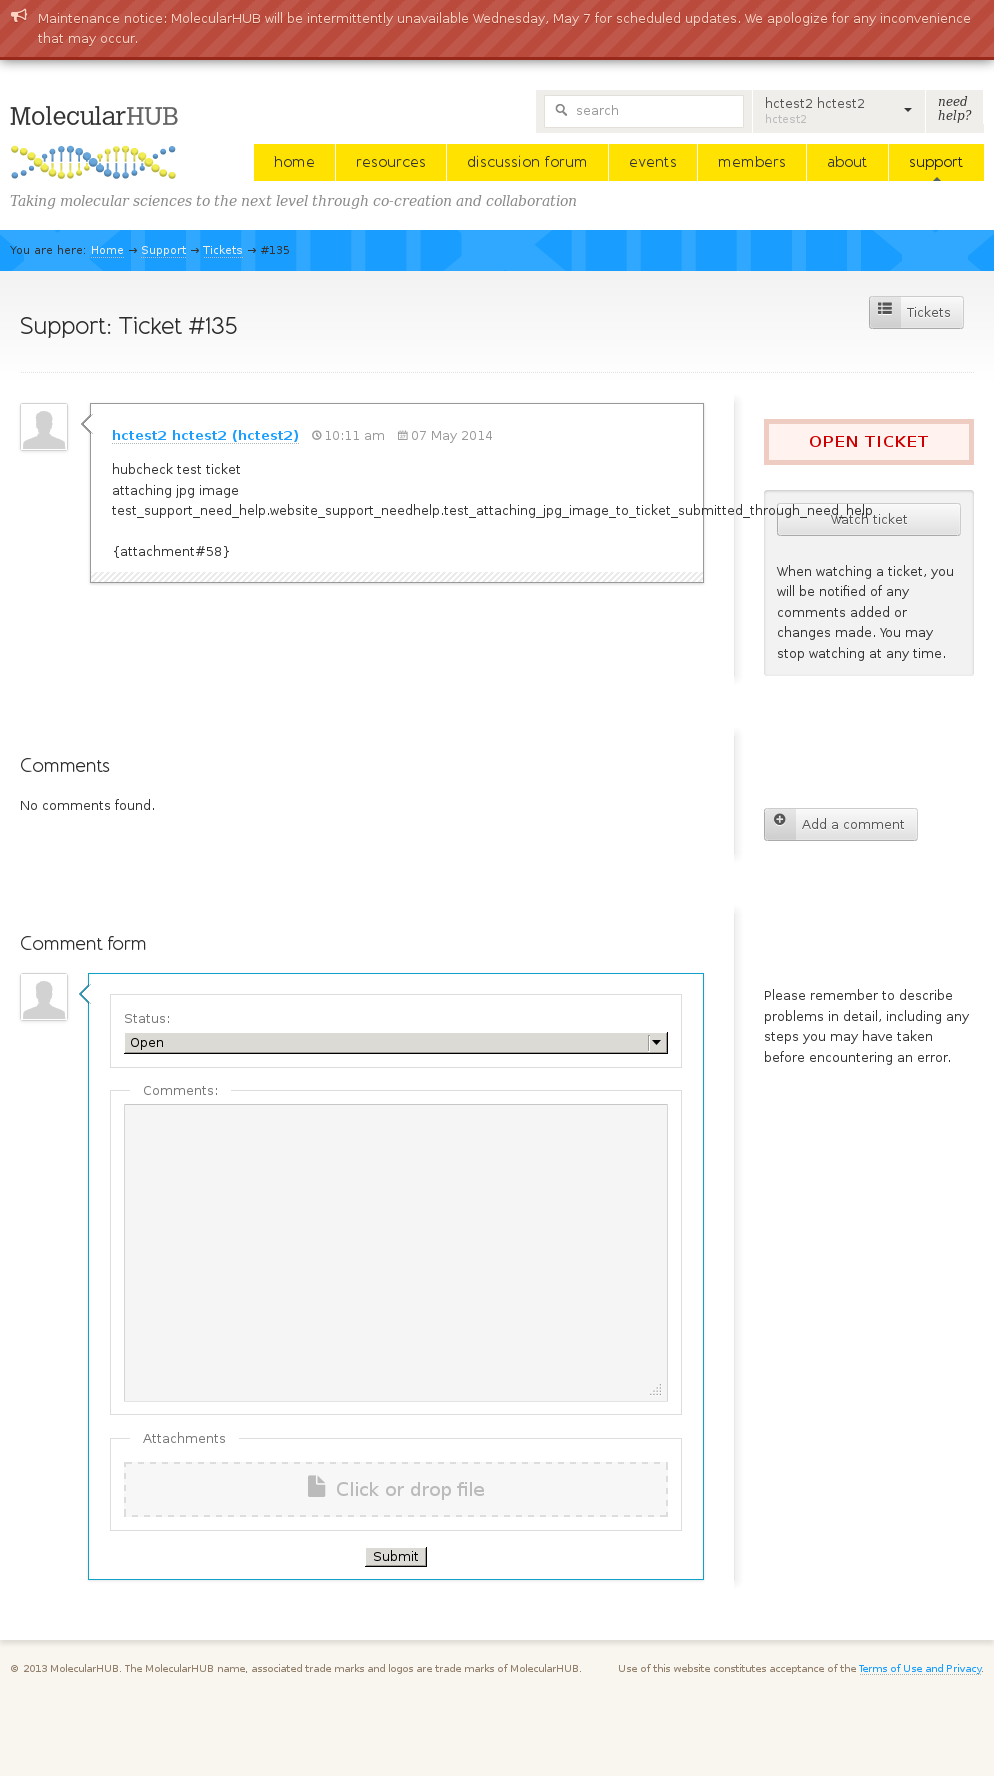 Maintenance notice: MolecularHUB will be intermittently unavailable Wednesday, May 7 for scheduled updates. We apologize for any inconvenience
that may occur.
MolecularHUB
search
hctest2 hctest2
hctest2
need
help?
home resources discussion forum events members about support
Taking molecular sciences to the next level through co-creation and collaboration
You are here: Home → Support → Tickets → #135
Support: Ticket #135
Tickets
hctest2 hctest2 (hctest2) 10:11 am 07 May 2014
hubcheck test ticket
attaching jpg image
test_support_need_help.website_support_needhelp.test_attaching_jpg_image_to_ticket_submitted_through_need_help
{attachment#58}
OPEN TICKET
Watch ticket
When watching a ticket, you
will be notified of any
comments added or
changes made. You may
stop watching at any time.
Comments
No comments found.
Add a comment
Comment form
Status:
Open
Comments:
Attachments
Click or drop file
Submit
Please remember to describe
problems in detail, including any
steps you may have taken
before encountering an error.
© 2013 MolecularHUB. The MolecularHUB name, associated trade marks and logos are trade marks of MolecularHUB.
Use of this website constitutes acceptance of the Terms of Use and Privacy.